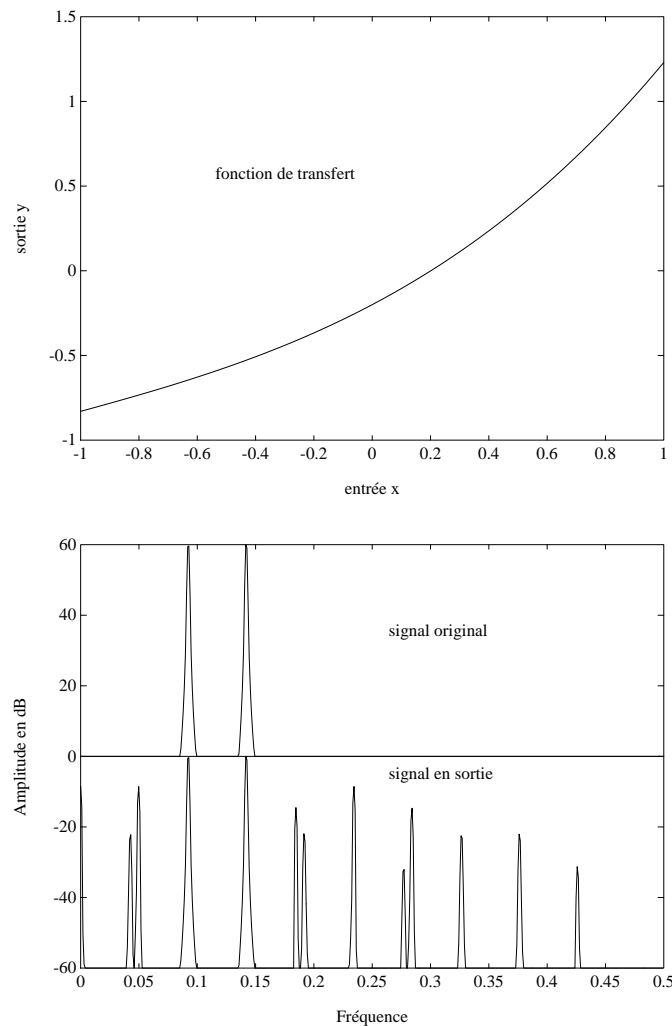 1.5
1
0.5
0
-0.5
-1
sortie y
fonction de transfert
-1 -0.8 -0.6 -0.4 -0.2 0 0.2 0.4 0.6 0.8 1
entrée x
60
40
20
0
-20
-40
-60
Amplitude en dB
signal original
signal en sortie
0 0.05 0.1 0.15 0.2 0.25 0.3 0.35 0.4 0.45 0.5
Fréquence